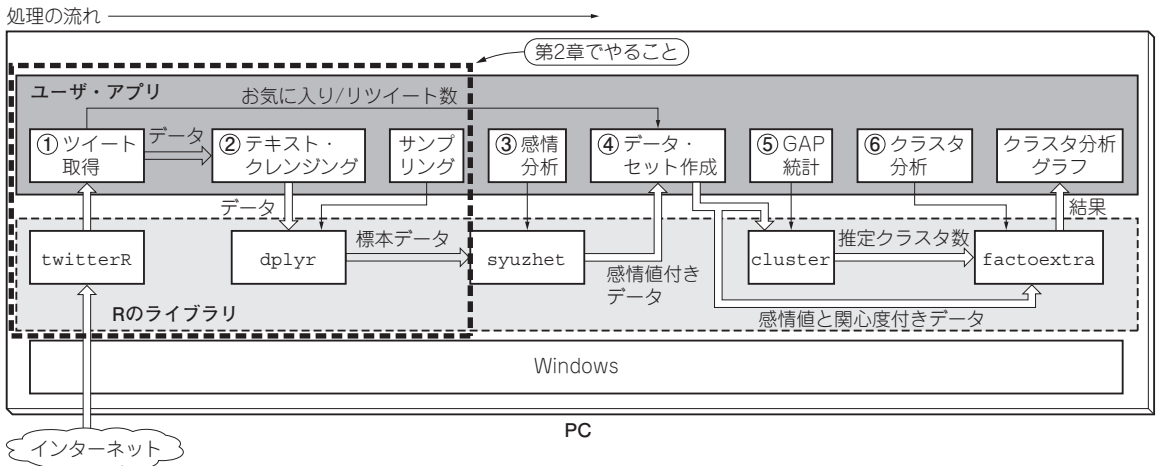 処理の流れ
第2章でやること
ユーザ・アプリ
お気に入り/リツイート数
①ツイート
取得
データ
②テキスト・
クレンジング
サンプ
リング
③感情
分析
④データ・
セット作成
⑤GAP
統計
⑥クラスタ
分析
クラスタ分析
グラフ
データ
結果
twitterR
dplyr
標本データ
syuzhet
感情値付き
データ
cluster
推定クラスタ数
factoextra
Rのライブラリ
感情値と関心度付きデータ
Windows
PC
インターネット